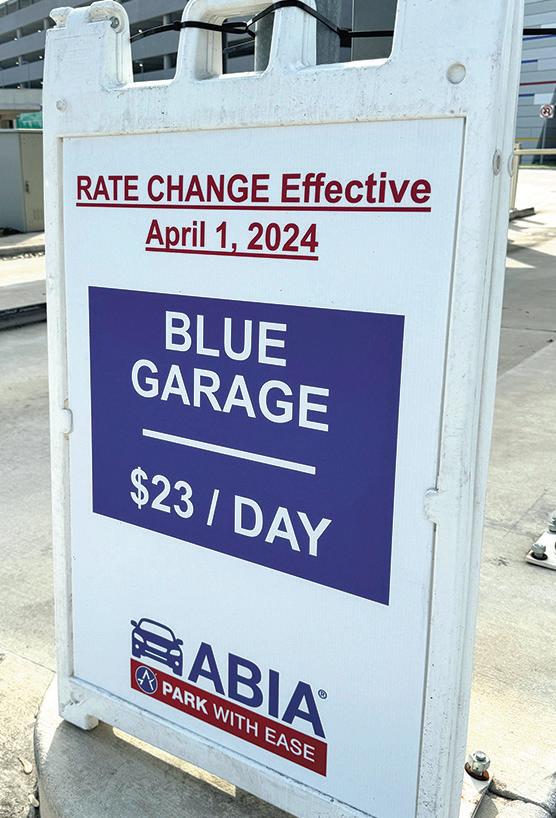 RATE CHANGE Effective
April 1, 2024
BLUE
GARAGE
$23 / DAY
ABIA®
PARK WITH EASE